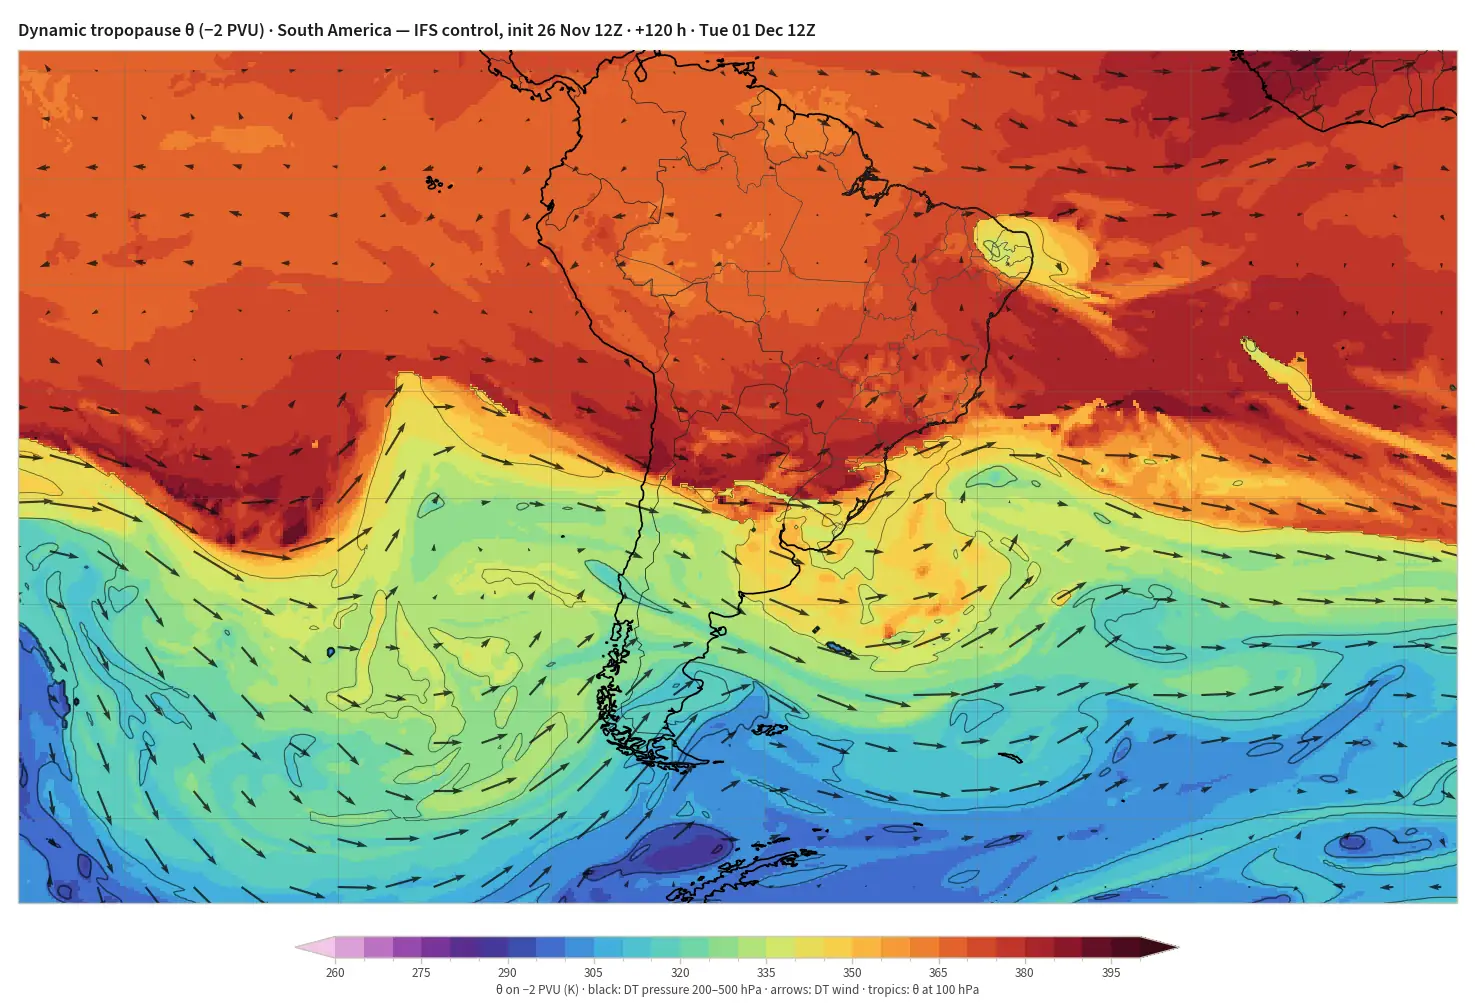 Dynamic tropopause θ (−2 PVU) · South America — IFS control, init 26 Nov 12Z · +120 h · Tue 01 Dec 12Z
260 275 290 305 320 335 350 365 380 395
θ on −2 PVU (K) · black: DT pressure 200–500 hPa · arrows: DT wind · tropics: θ at 100 hPa